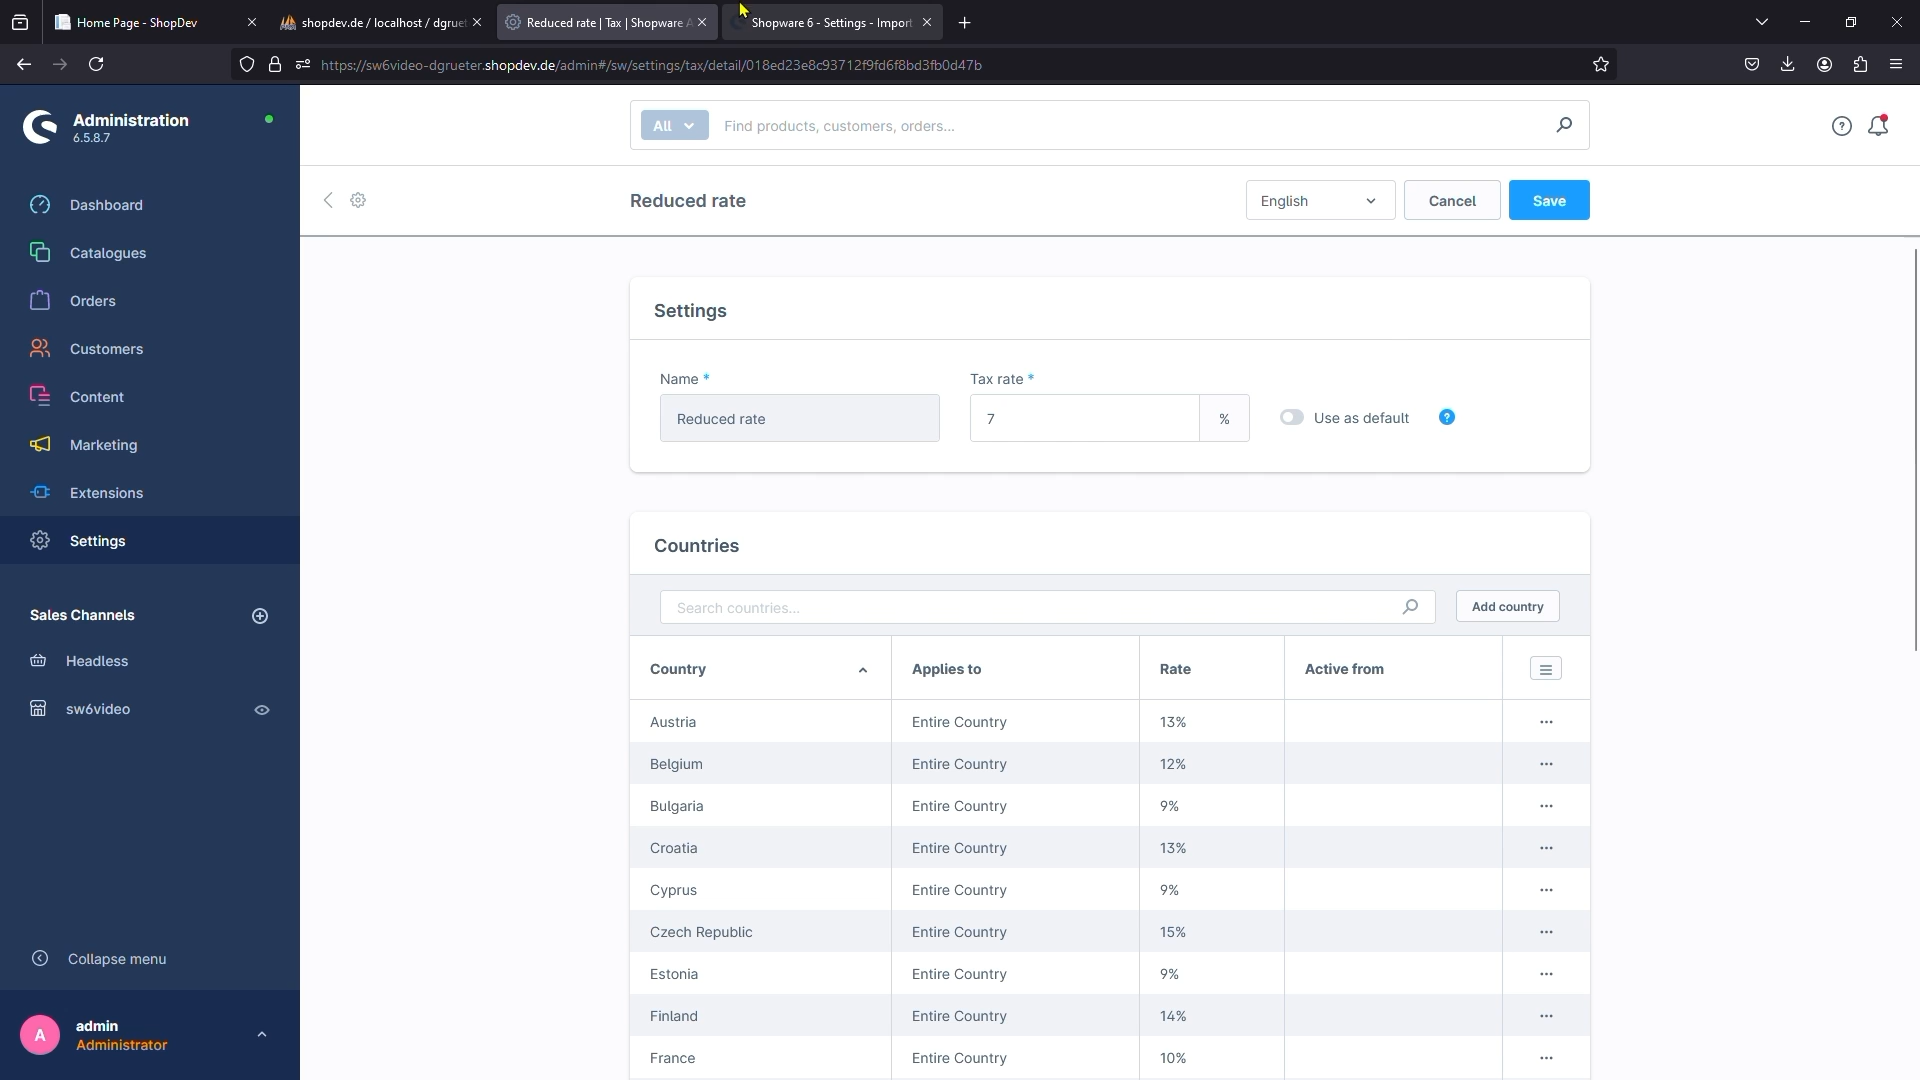 Home Page - ShopDev
shopdev.de / localhost / dgruet
Reduced rate | Tax | Shopware A
Shopware 6 - Settings - Import
https://sw6video-dgrueter.shopdev.de/admin#/sw/settings/tax/detail/018ed23e8c93712f9fd6f8bd3fb0d47b
Administration
6.5.8.7
All
Find products, customers, orders...
Reduced rate
English
Cancel
Save
Dashboard
Catalogues
Orders
Customers
Content
Marketing
Extensions
Settings
Sales Channels
Headless
sw6video
Collapse menu
A
admin
Administrator
Settings
Name *
Tax rate *
Reduced rate
7
%
Use as default
?
Countries
Search countries...
Add country
Country
Applies to
Rate
Active from
Austria
Entire Country
13%
Belgium
Entire Country
12%
Bulgaria
Entire Country
9%
Croatia
Entire Country
13%
Cyprus
Entire Country
9%
Czech Republic
Entire Country
15%
Estonia
Entire Country
9%
Finland
Entire Country
14%
France
Entire Country
10%